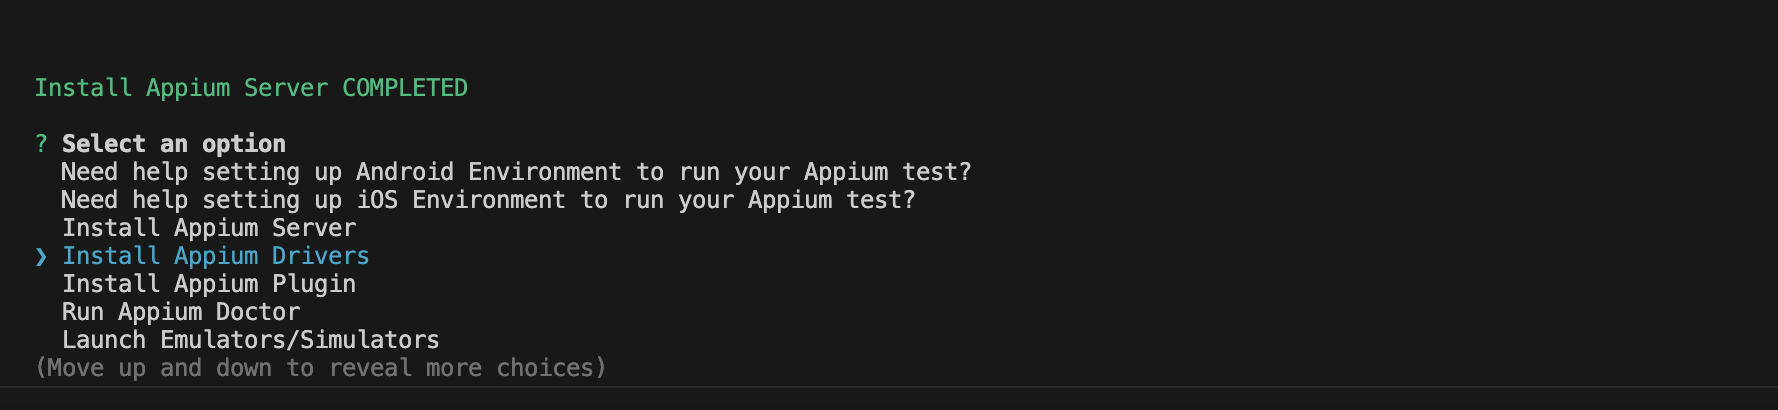 Install Appium Server COMPLETED
? Select an option
Need help setting up Android Environment to run your Appium test?
Need help setting up iOS Environment to run your Appium test?
Install Appium Server
❯ Install Appium Drivers
Install Appium Plugin
Run Appium Doctor
Launch Emulators/Simulators
(Move up and down to reveal more choices)